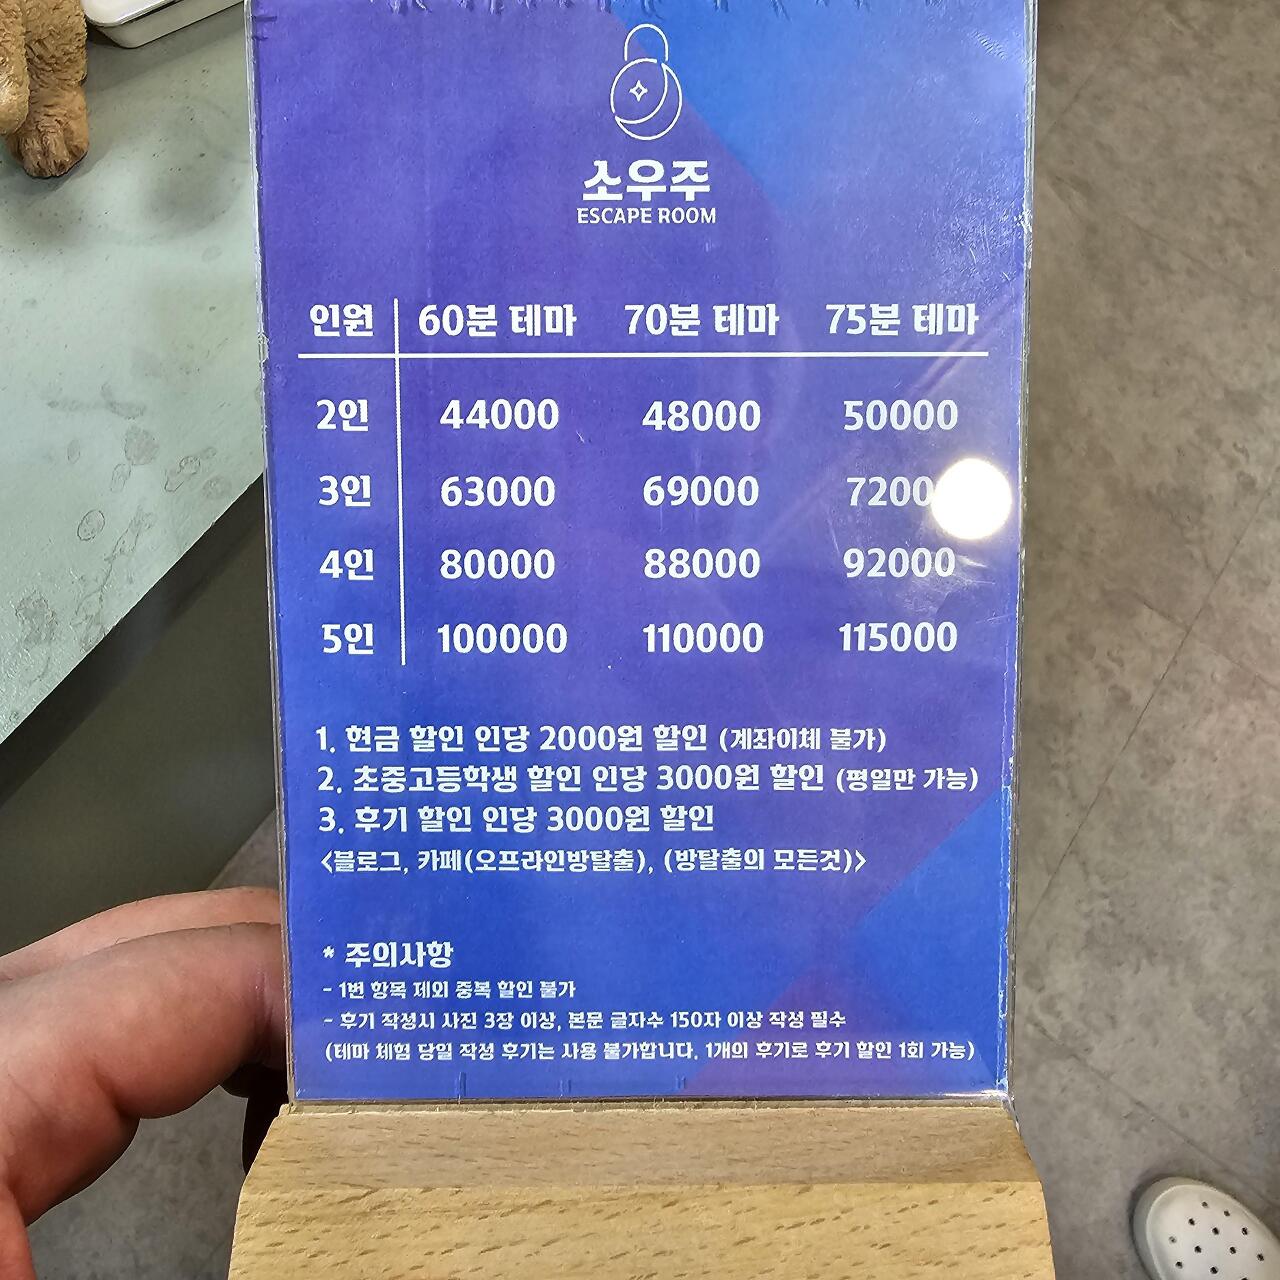 소우주
ESCAPE ROOM
인원 60분 테마 70분 테마 75분 테마
2인 44000 48000 50000
3인 63000 69000
4인 80000 88000 92000
5인 100000 110000 115000
1. 현금 할인 인당 2000원 할인 (계좌이체 불가)
2. 초중고등학생 할인 인당 3000원 할인 (평일만 가능)
3. 후기 할인 인당 3000원 할인
<블로그, 카페(오프라인방탈출), (방탈출의 모든것)>
* 주의사항
- 1번 항목 제외 중복 할인 불가
- 후기 작성시 사진 3장 이상, 본문 글자수 150자 이상 작성 필수
(테마 체험 당일 작성 후기는 사용 불가합니다. 1개의 후기로 후기 할인 1회 가능)